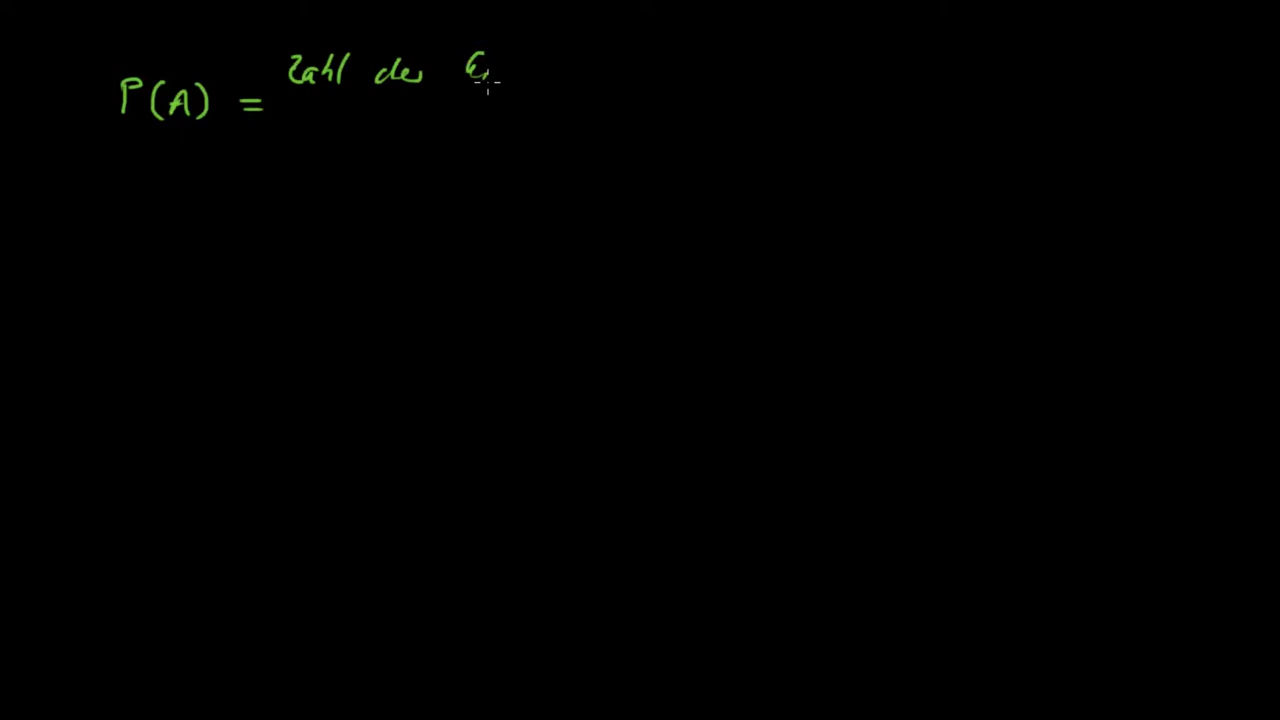 P(A) = Zahl der